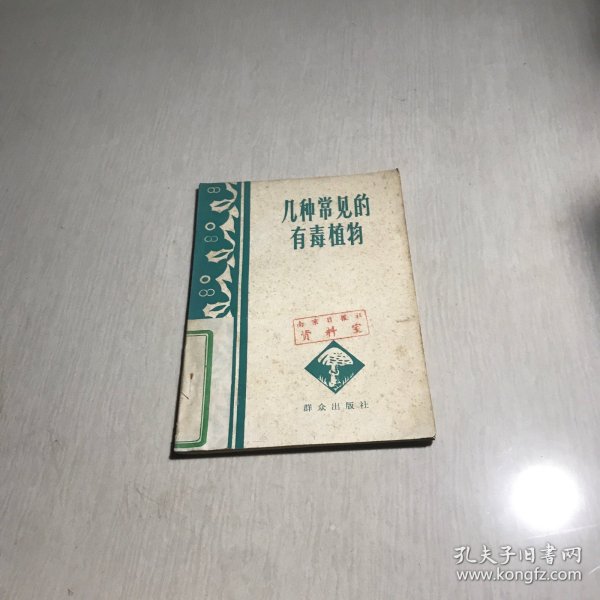 几种常见的
有毒植物
南京日报社
资料室
群众出版社
孔夫子旧书网
www.kongfz.com